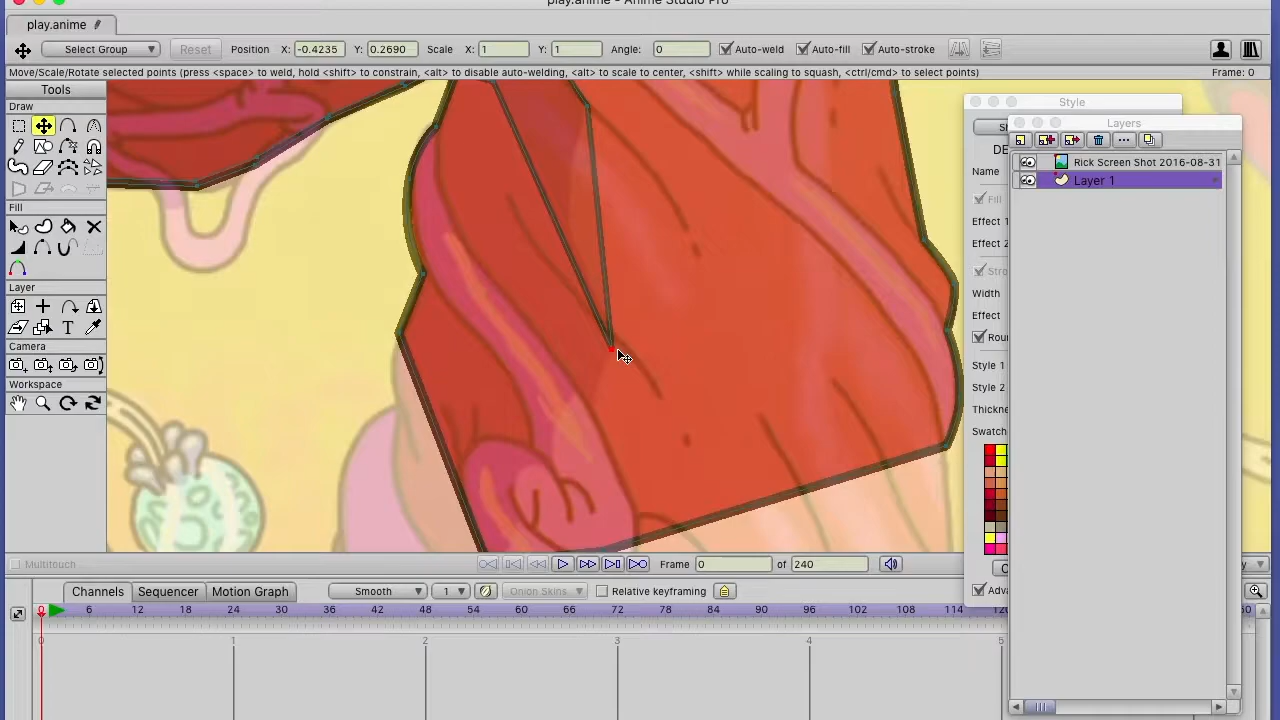 play.anime - Anime Studio Pro
play.anime
Select Group Reset Position X: -0.4235 Y: 0.2690 Scale X: 1 Y: 1 Angle: 0 Auto-weld Auto-fill Auto-stroke
Move/Scale/Rotate selected points (press <space> to weld, hold <shift> to constrain, <alt> to disable auto-welding, <alt> to scale to center, <shift> while scaling to squash, <ctrl/cmd> to select points) Frame: 0
Tools
Draw
Fill
Layer
Camera
Workspace
Style
Layers
Rick Screen Shot 2016-08-31
Layer 1
Name
Fill
Effect 1
Effect 2
Width
Effect
Style 1
Style 2
Multitouch
Frame 0 of 240
Channels Sequencer Motion Graph Smooth 1 Onion Skins Relative keyframing
0 6 12 18 24 30 36 42 48 54 60 66 72 78 84 90 96 102 108 114
0 1 2 3 4 5